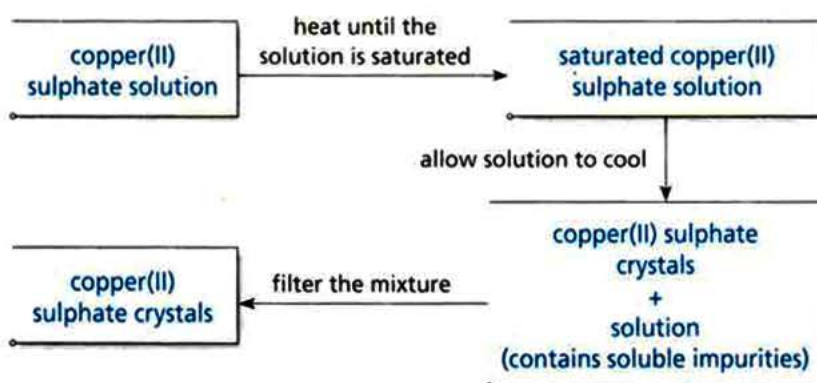 copper(II)
sulphate solution
heat until the
solution is saturated
saturated copper(II)
sulphate solution
allow solution to cool
copper(II) sulphate
crystals
+
solution
(contains soluble impurities)
filter the mixture
copper(II)
sulphate crystals